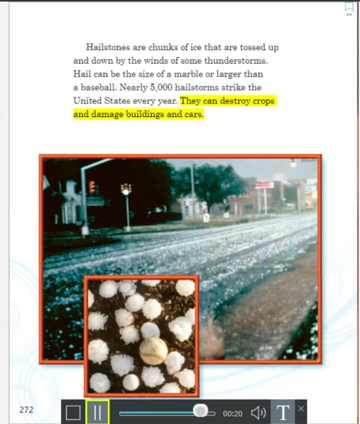 Hailstones are chunks of ice that are tossed up
and down by the winds of some thunderstorms.
Hail can be the size of a marble or larger than
a baseball. Nearly 5,000 hailstorms strike the
United States every year. They can destroy crops
and damage buildings and cars.
272
00:20
T